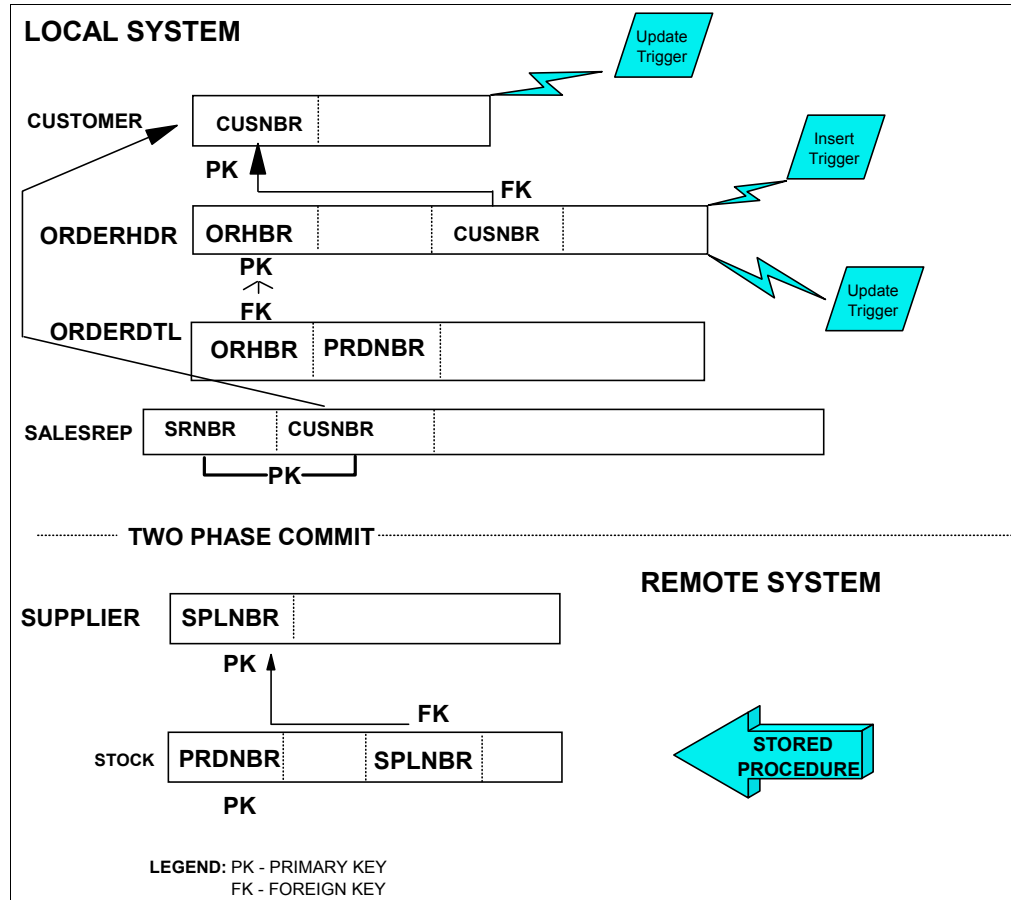 LOCAL SYSTEM
Update
Trigger
CUSTOMER
CUSNBR
Insert
Trigger
PK
FK
ORDERHDR
ORHBR
CUSNBR
PK
FK
Update
Trigger
ORDERDTL
ORHBR
PRDNBR
SALESREP
SRNBR
CUSNBR
PK
TWO PHASE COMMIT
REMOTE SYSTEM
SUPPLIER
SPLNBR
PK
FK
STOCK
PRDNBR
SPLNBR
STORED
PROCEDURE
PK
LEGEND: PK - PRIMARY KEY
FK - FOREIGN KEY